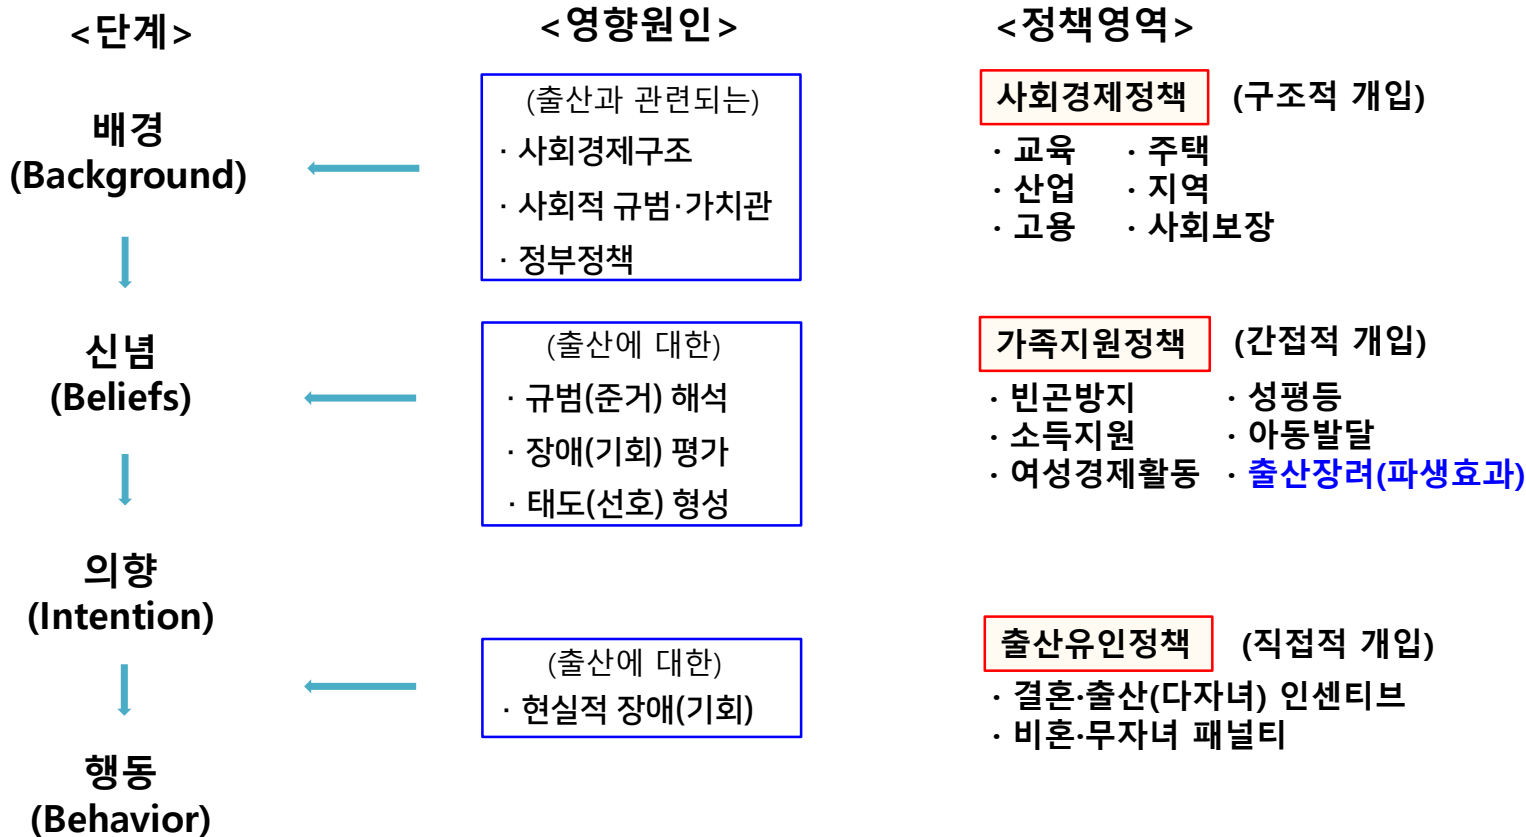 <단계>
<영향원인>
<정책영역>
배경
(Background)
(출산과 관련되는)
· 사회경제구조
· 사회적 규범·가치관
· 정부정책
사회경제정책 (구조적 개입)
· 교육 · 주택
· 산업 · 지역
· 고용 · 사회보장
신념
(Beliefs)
(출산에 대한)
· 규범(준거) 해석
· 장애(기회) 평가
· 태도(선호) 형성
가족지원정책 (간접적 개입)
· 빈곤방지 · 성평등
· 소득지원 · 아동발달
· 여성경제활동 · 출산장려(파생효과)
의향
(Intention)
(출산에 대한)
· 현실적 장애(기회)
출산유인정책 (직접적 개입)
· 결혼·출산(다자녀) 인센티브
· 비혼·무자녀 패널티
행동
(Behavior)